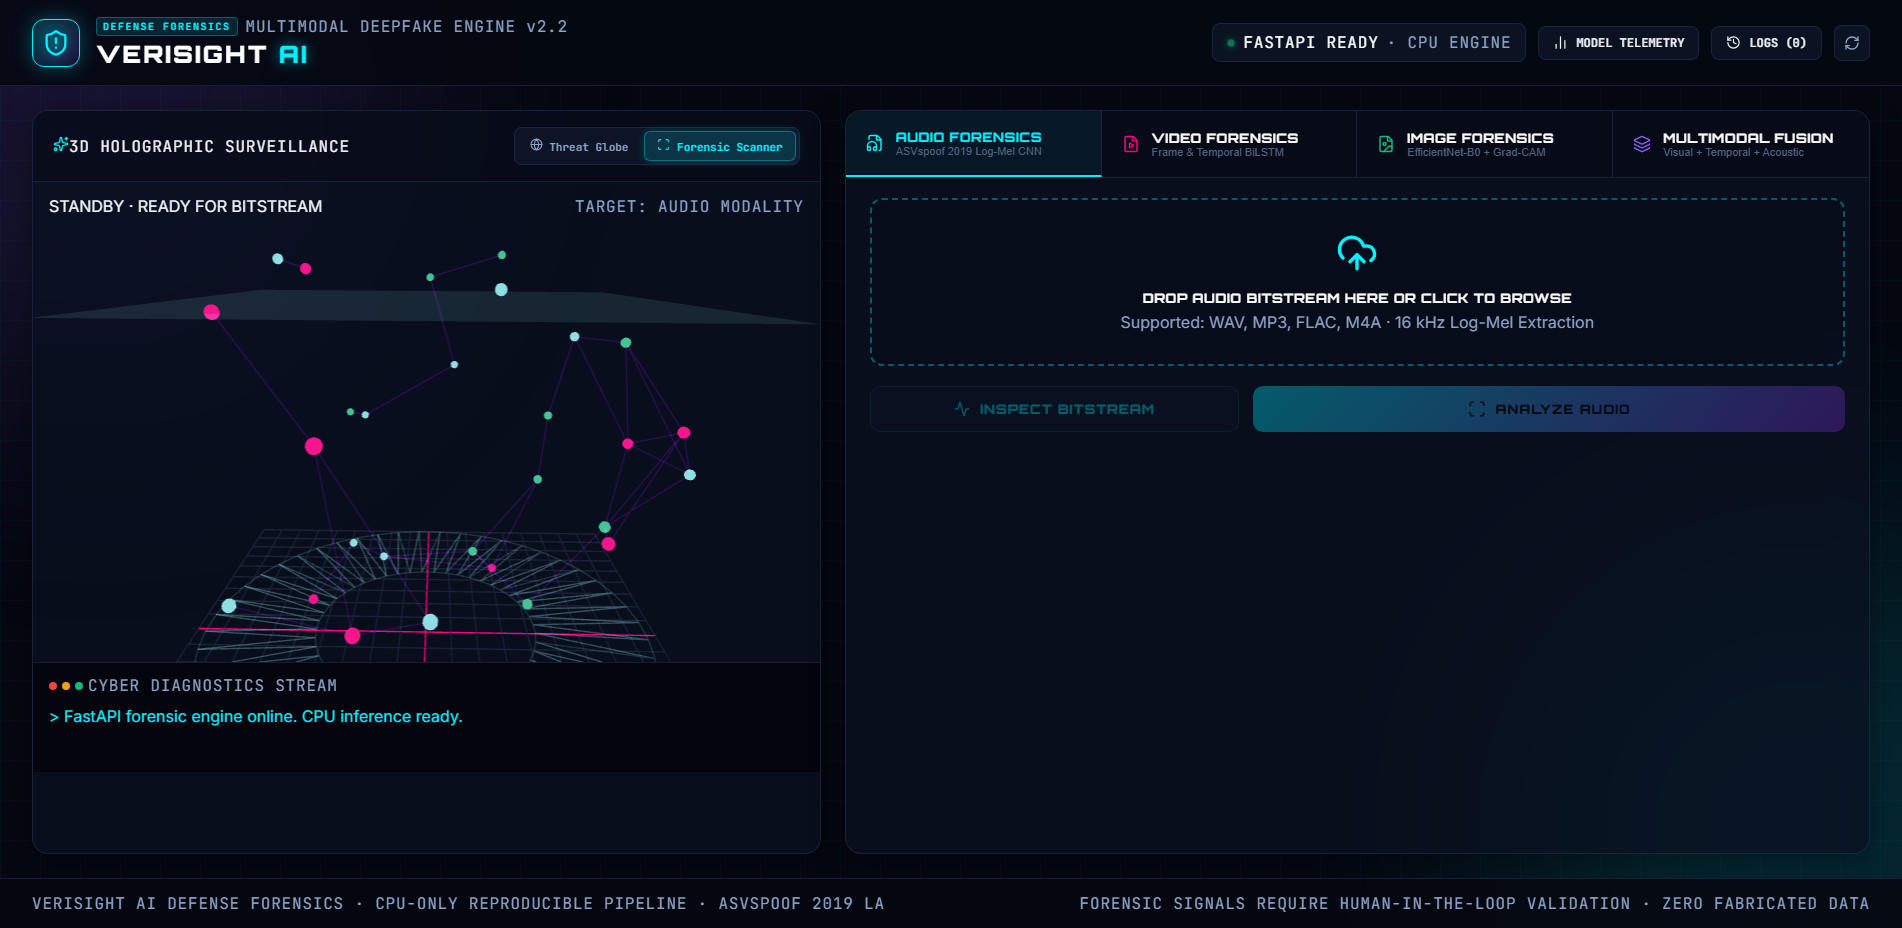 DEFENSE FORENSICS MULTIMODAL DEEPFAKE ENGINE v2.2
VERISIGHT AI
FASTAPI READY · CPU ENGINE
MODEL TELEMETRY
LOGS (0)
3D HOLOGRAPHIC SURVEILLANCE
Threat Globe
Forensic Scanner
STANDBY · READY FOR BITSTREAM
TARGET: AUDIO MODALITY
CYBER DIAGNOSTICS STREAM
> FastAPI forensic engine online. CPU inference ready.
AUDIO FORENSICS
ASVspoof 2019 Log-Mel CNN
VIDEO FORENSICS
Frame & Temporal BiLSTM
IMAGE FORENSICS
EfficientNet-B0 + Grad-CAM
MULTIMODAL FUSION
Visual + Temporal + Acoustic
DROP AUDIO BITSTREAM HERE OR CLICK TO BROWSE
Supported: WAV, MP3, FLAC, M4A · 16 kHz Log-Mel Extraction
INSPECT BITSTREAM
ANALYZE AUDIO
VERISIGHT AI DEFENSE FORENSICS · CPU-ONLY REPRODUCIBLE PIPELINE · ASVSPOOF 2019 LA
FORENSIC SIGNALS REQUIRE HUMAN-IN-THE-LOOP VALIDATION · ZERO FABRICATED DATA